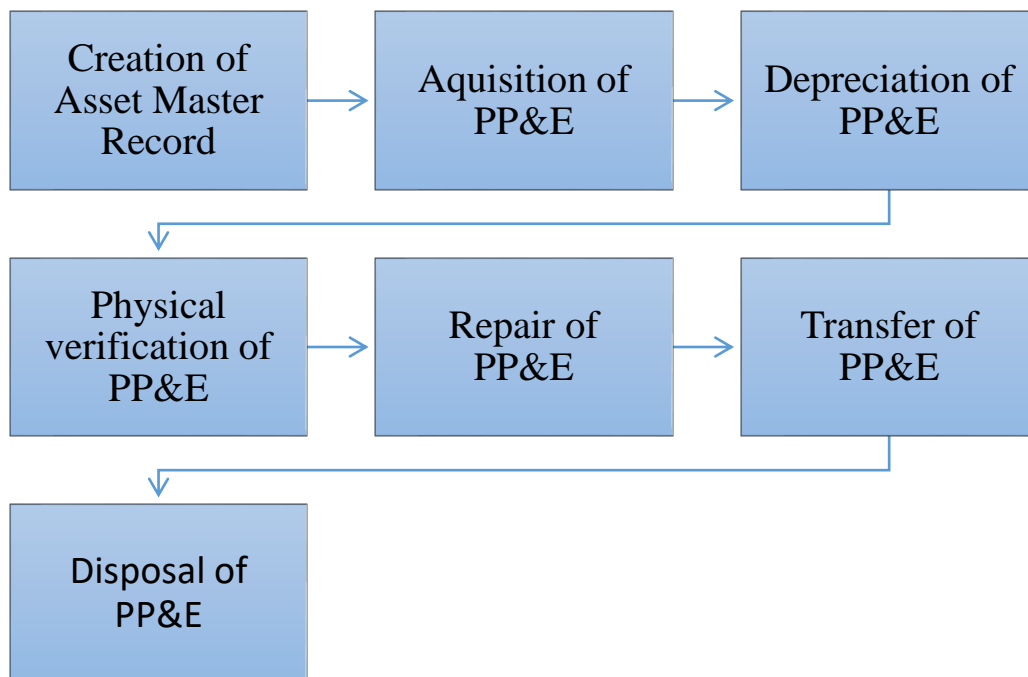 Creation of
Asset Master
Record
Aquisition of
PP&E
Depreciation of
PP&E
Physical
verification of
PP&E
Repair of
PP&E
Transfer of
PP&E
Disposal of
PP&E